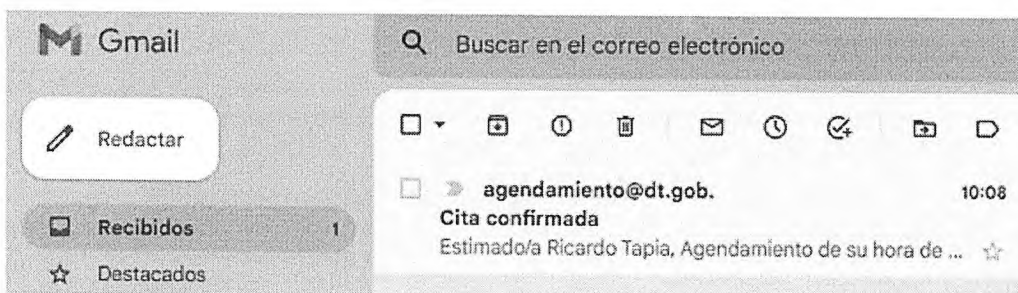 Gmail
Buscar en el correo electrónico
Redactar
agendamiento@dt.gob. 10:08
Cita confirmada
Estimado/a Ricardo Tapia, Agendamiento de su hora de ...
Recibidos 1
Destacados